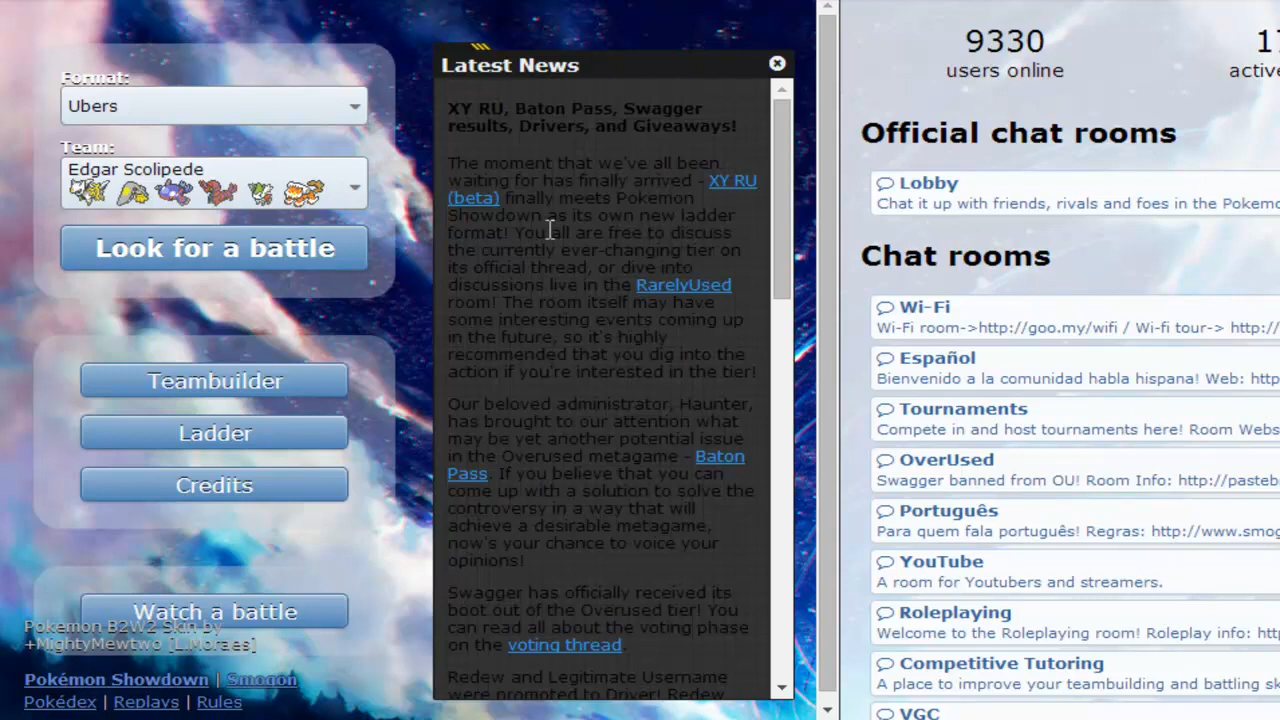 Format:
Ubers
Team:
Edgar Scolipede
Look for a battle
Teambuilder
Ladder
Credits
Watch a battle
Pokemon B2W2 Skin by
+MightyMewtwo [L.Moraes]
Pokémon Showdown | Smogon
Pokédex | Replays | Rules
Latest News
XY RU, Baton Pass, Swagger
results, Drivers, and Giveaways!
The moment that we've all been
waiting for has finally arrived - XY RU
(beta) finally meets Pokemon
Showdown as its own new ladder
format! You all are free to discuss
the currently ever-changing tier on
its official thread, or dive into
discussions live in the RarelyUsed
room! The room itself may have
some interesting events coming up
in the future, so it's highly
recommended that you dig into the
action if you're interested in the tier!
Our beloved administrator, Haunter,
has brought to our attention what
may be yet another potential issue
in the Overused metagame - Baton
Pass. If you believe that you can
come up with a solution to solve the
controversy in a way that will
achieve a desirable metagame,
now's your chance to voice your
opinions!
Swagger has officially received its
boot out of the Overused tier! You
can read all about the voting phase
on the voting thread.
Redew and Legitimate Username
were promoted to Driver! Redew
9330
users online
17
active
Official chat rooms
Lobby
Chat it up with friends, rivals and foes in the Pokem
Chat rooms
Wi-Fi
Wi-Fi room->http://goo.my/wifi / Wi-fi tour-> http:/
Español
Bienvenido a la comunidad habla hispana! Web: http
Tournaments
Compete in and host tournaments here! Room Webs
OverUsed
Swagger banned from OU! Room Info: http://pasteb
Português
Para quem fala português! Regras: http://www.smog
YouTube
A room for Youtubers and streamers.
Roleplaying
Welcome to the Roleplaying room! Roleplay info: htt
Competitive Tutoring
A place to improve your teambuilding and battling sk
VGC